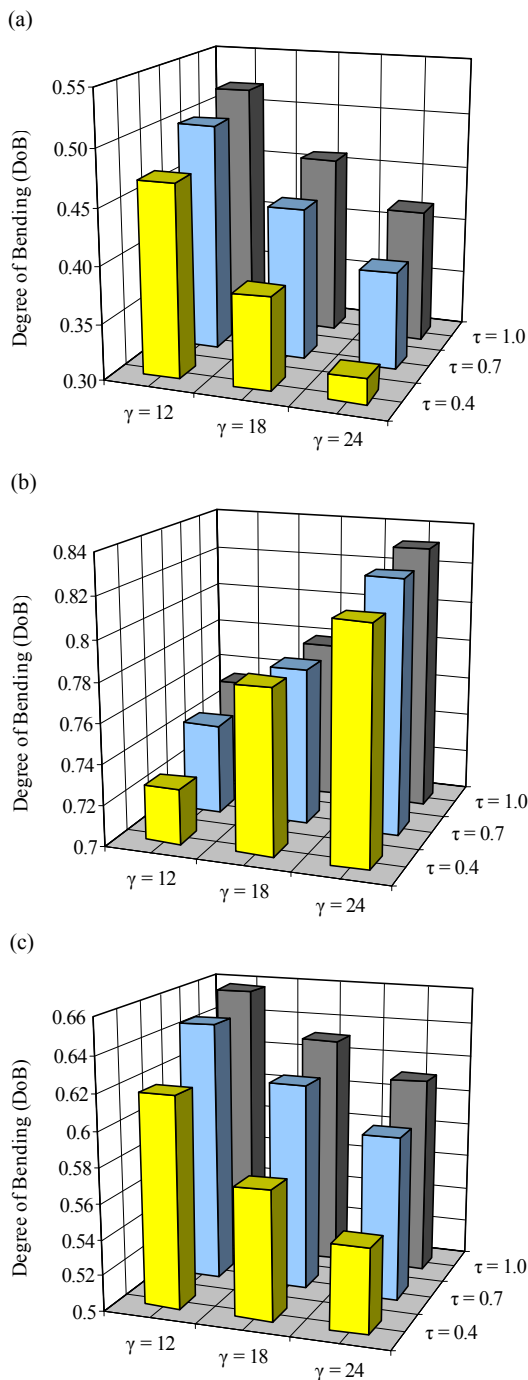 (a)
Degree of Bending (DoB)
0.55
0.50
0.45
0.40
0.35
0.30
γ = 12
γ = 18
γ = 24
τ = 0.4
τ = 0.7
τ = 1.0
(b)
Degree of Bending (DoB)
0.84
0.82
0.8
0.78
0.76
0.74
0.72
0.7
γ = 12
γ = 18
γ = 24
τ = 0.4
τ = 0.7
τ = 1.0
(c)
Degree of Bending (DoB)
0.66
0.64
0.62
0.6
0.58
0.56
0.54
0.52
0.5
γ = 12
γ = 18
γ = 24
τ = 0.4
τ = 0.7
τ = 1.0